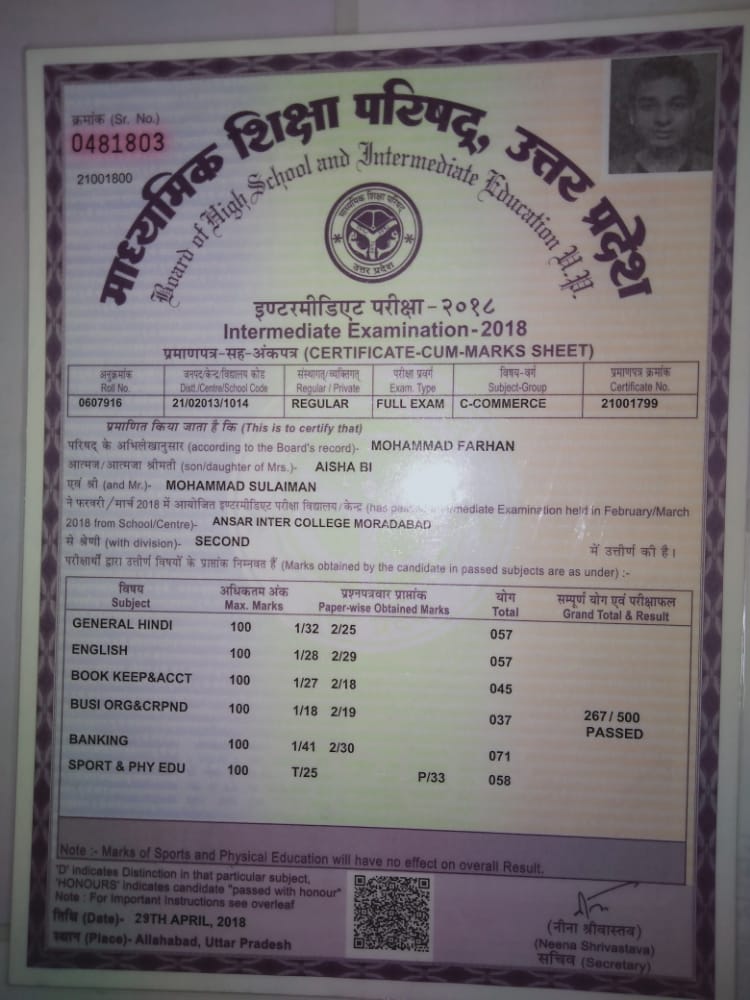 क्रमांक (Sr. No.)
0481803
21001800
माध्यमिक शिक्षा परिषद्, उत्तर प्रदेश
Board of High School and Intermediate Education U.P.
माध्यमिक शिक्षा परिषद्
उत्तर प्रदेश
इण्टरमीडिएट परीक्षा - २०१८
Intermediate Examination-2018
प्रमाणपत्र-सह-अंकपत्र (CERTIFICATE-CUM-MARKS SHEET)
अनुक्रमांक जनपद/केन्द्र/विद्यालय कोड संस्थागत/व्यक्तिगत परीक्षा प्रवर्ग विषय-वर्ग प्रमाणपत्र क्रमांक
Roll No. Distt./Centre/School Code Regular / Private Exam. Type Subject-Group Certificate No.
0607916 21/02013/1014 REGULAR FULL EXAM C-COMMERCE 21001799
प्रमाणित किया जाता है कि (This is to certify that)
परिषद् के अभिलेखानुसार (according to the Board's record)- MOHAMMAD FARHAN
आत्मज/आत्मजा श्रीमती (son/daughter of Mrs.)- AISHA BI
एवं श्री (and Mr.)- MOHAMMAD SULAIMAN
ने फरवरी/मार्च 2018 में आयोजित इण्टरमीडिएट परीक्षा विद्यालय/केन्द्र (has Examination held in February/March
2018 from School/Centre)- ANSAR INTER COLLEGE MORADABAD
से श्रेणी (with division)- SECOND में उत्तीर्ण की है।
परीक्षार्थी द्वारा उत्तीर्ण विषयों के प्राप्तांक निम्नवत हैं (Marks obtained by the candidate in passed subjects are as under) :-
विषय अधिकतम अंक प्रश्नपत्रवार प्राप्तांक योग सम्पूर्ण योग एवं परीक्षाफल
Subject Max. Marks Paper-wise Obtained Marks Total Grand Total & Result
GENERAL HINDI 100 1/32 2/25 057
ENGLISH 100 1/28 2/29 057
BOOK KEEP&ACCT 100 1/27 2/18 045
BUSI ORG&CRPND 100 1/18 2/19 037 267/500
PASSED
BANKING 100 1/41 2/30 071
SPORT & PHY EDU 100 T/25 P/33 058
Note :- Marks of Sports and Physical Education will have no effect on overall Result.
'D' indicates Distinction in that particular subject,
'HONOURS' indicates candidate "passed with honour"
Note : For Important Instructions see overleaf
तिथि (Date)- 29TH APRIL, 2018
स्थान (Place)- Allahabad, Uttar Pradesh
(नीना श्रीवास्तव)
(Neena Shrivastava)
सचिव (Secretary)